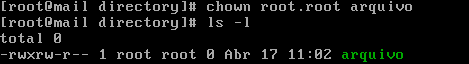 [root@mail directory]# chown root.root arquivo
[root@mail directory]# ls -l
total 0
-rwxrw-r-- 1 root root 0 Abr 17 11:02 arquivo